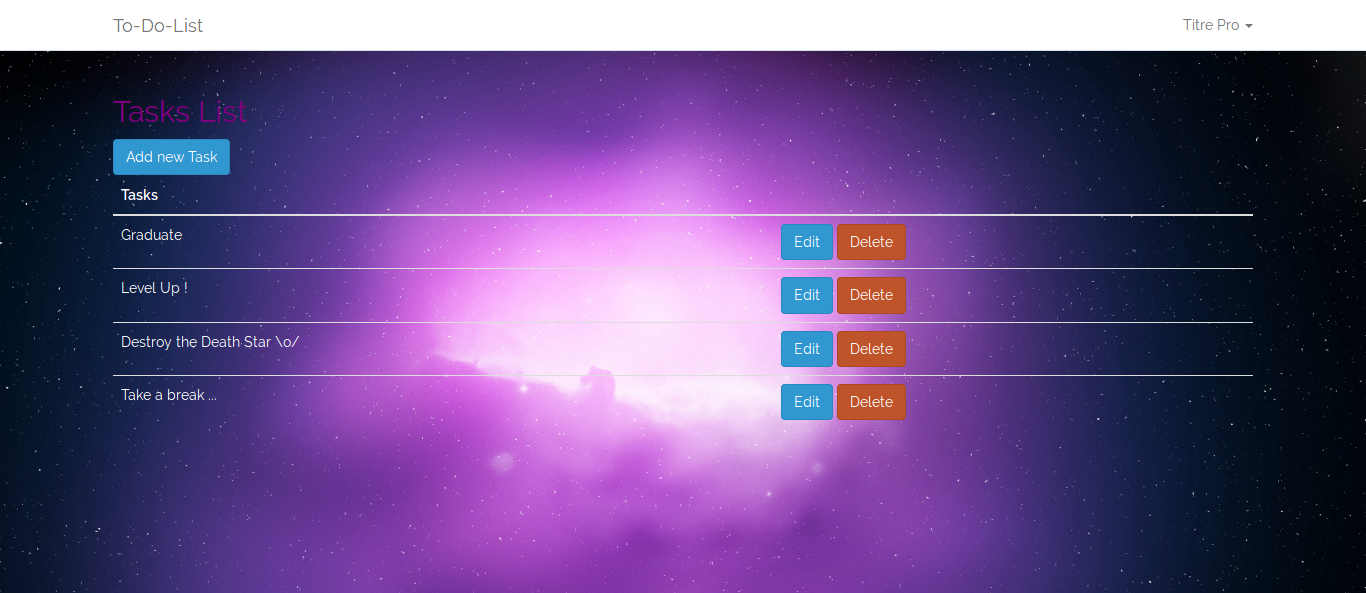 To-Do-List Titre Pro
Tasks List
Add new Task
Tasks
Graduate Edit Delete
Level Up ! Edit Delete
Destroy the Death Star \o/ Edit Delete
Take a break ... Edit Delete